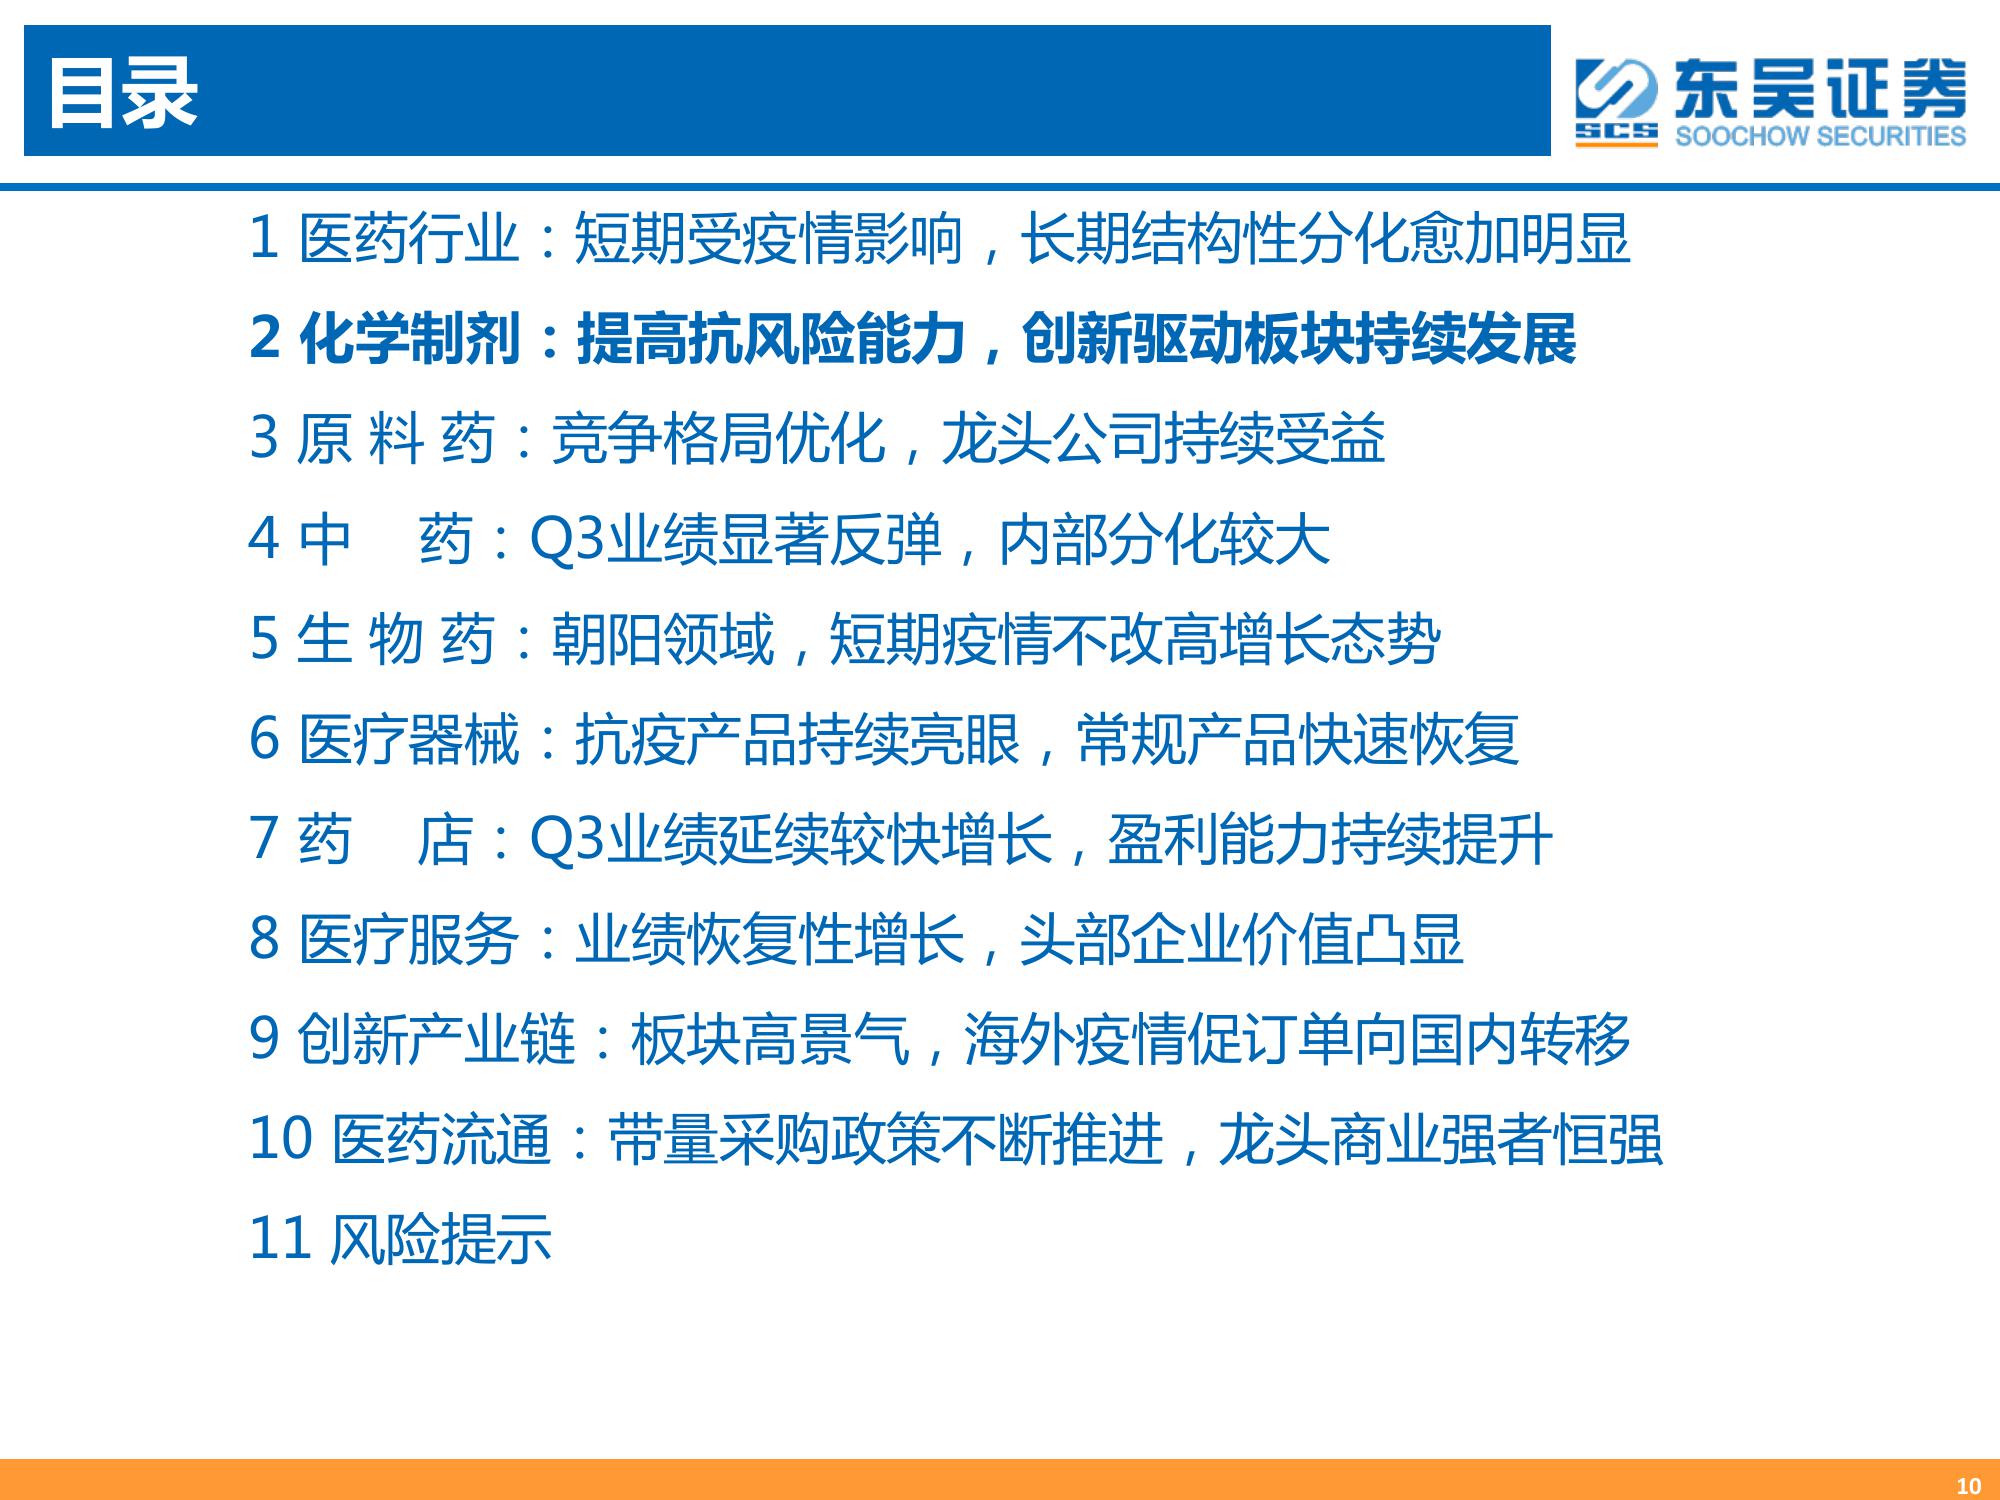 目录
东吴证券
SCS
SOOCHOW SECURITIES
1 医药行业：短期受疫情影响，长期结构性分化愈加明显
2 化学制剂：提高抗风险能力，创新驱动板块持续发展
3 原 料 药：竞争格局优化，龙头公司持续受益
4 中    药：Q3业绩显著反弹，内部分化较大
5 生 物 药：朝阳领域，短期疫情不改高增长态势
6 医疗器械：抗疫产品持续亮眼，常规产品快速恢复
7 药    店：Q3业绩延续较快增长，盈利能力持续提升
8 医疗服务：业绩恢复性增长，头部企业价值凸显
9 创新产业链：板块高景气，海外疫情促订单向国内转移
10 医药流通：带量采购政策不断推进，龙头商业强者恒强
11 风险提示
10